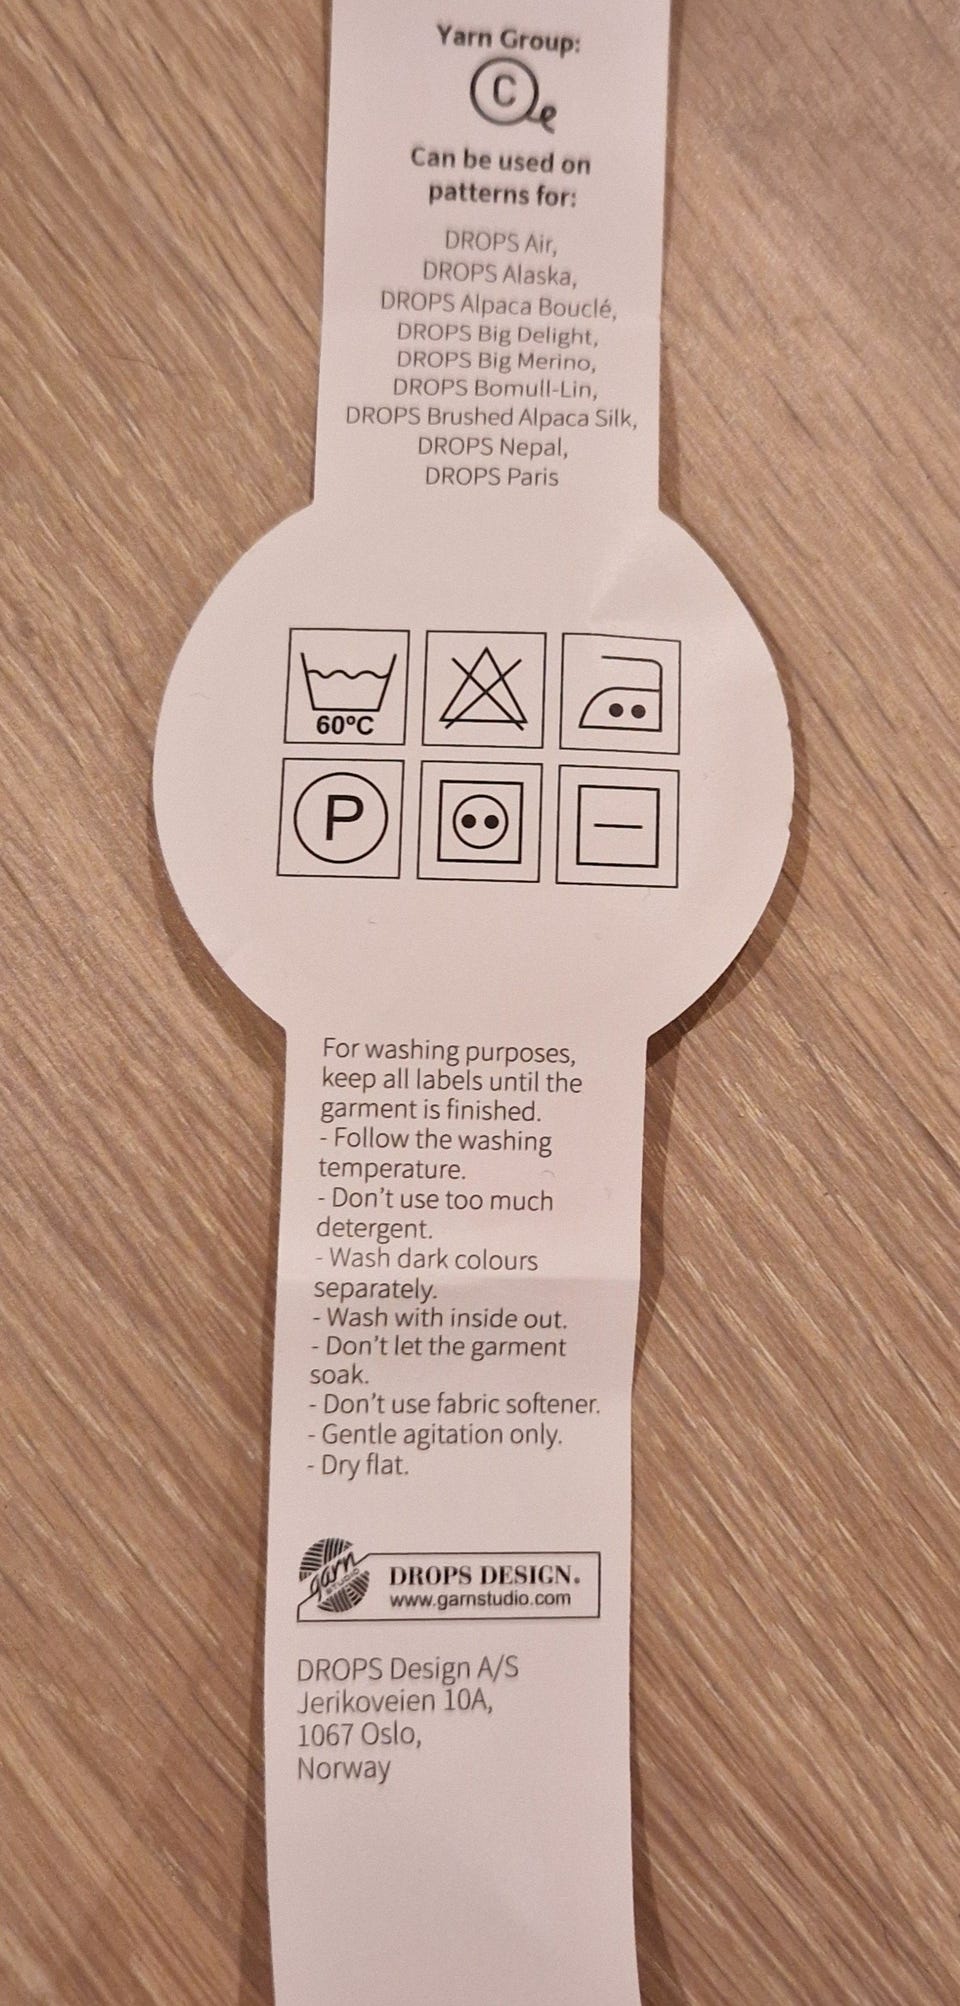 Yarn Group:
C
Can be used on
patterns for:
DROPS Air,
DROPS Alaska,
DROPS Alpaca Bouclé,
DROPS Big Delight,
DROPS Big Merino,
DROPS Bomull-Lin,
DROPS Brushed Alpaca Silk,
DROPS Nepal,
DROPS Paris
60ºC
P
For washing purposes,
keep all labels until the
garment is finished.
- Follow the washing
temperature.
- Don't use too much
detergent.
- Wash dark colours
separately.
- Wash with inside out.
- Don't let the garment
soak.
- Don't use fabric softener.
- Gentle agitation only.
- Dry flat.
garn
STUDIO
DROPS DESIGN.
www.garnstudio.com
DROPS Design A/S
Jerikoveien 10A,
1067 Oslo,
Norway